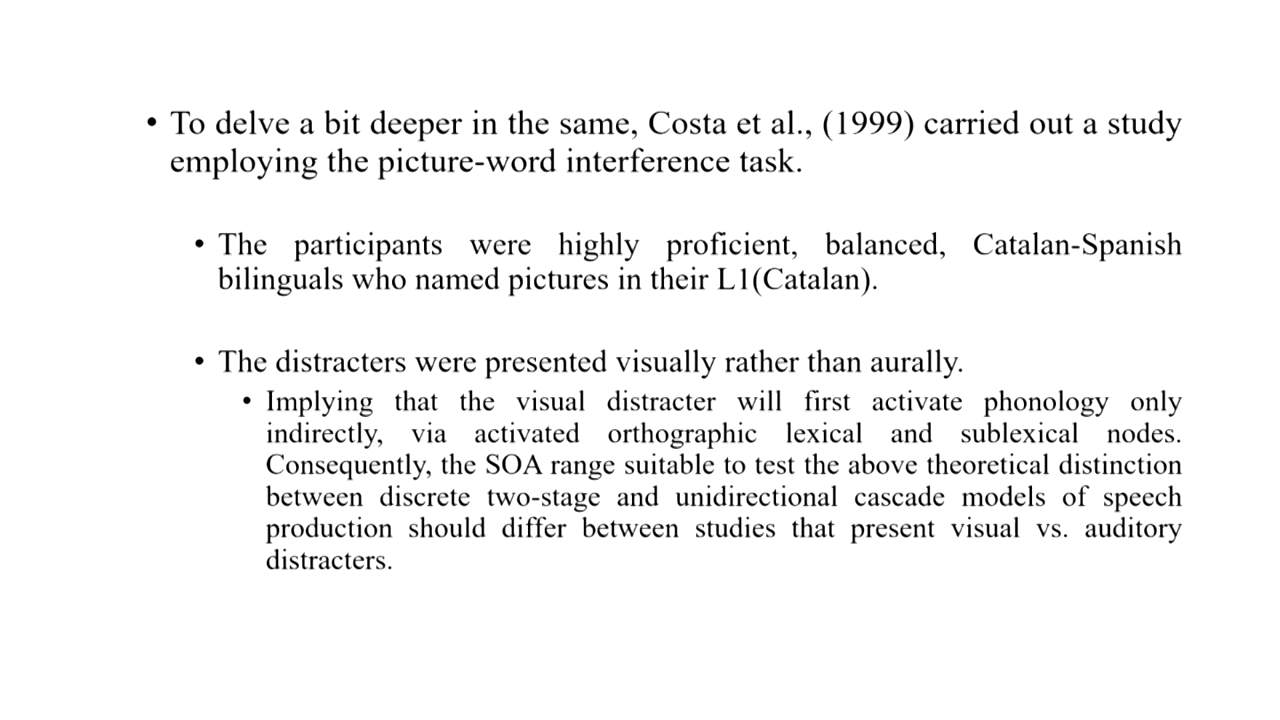 • To delve a bit deeper in the same, Costa et al., (1999) carried out a study
employing the picture-word interference task.
• The participants were highly proficient, balanced, Catalan-Spanish
bilinguals who named pictures in their L1(Catalan).
• The distracters were presented visually rather than aurally.
• Implying that the visual distracter will first activate phonology only
indirectly, via activated orthographic lexical and sublexical nodes.
Consequently, the SOA range suitable to test the above theoretical distinction
between discrete two-stage and unidirectional cascade models of speech
production should differ between studies that present visual vs. auditory
distracters.